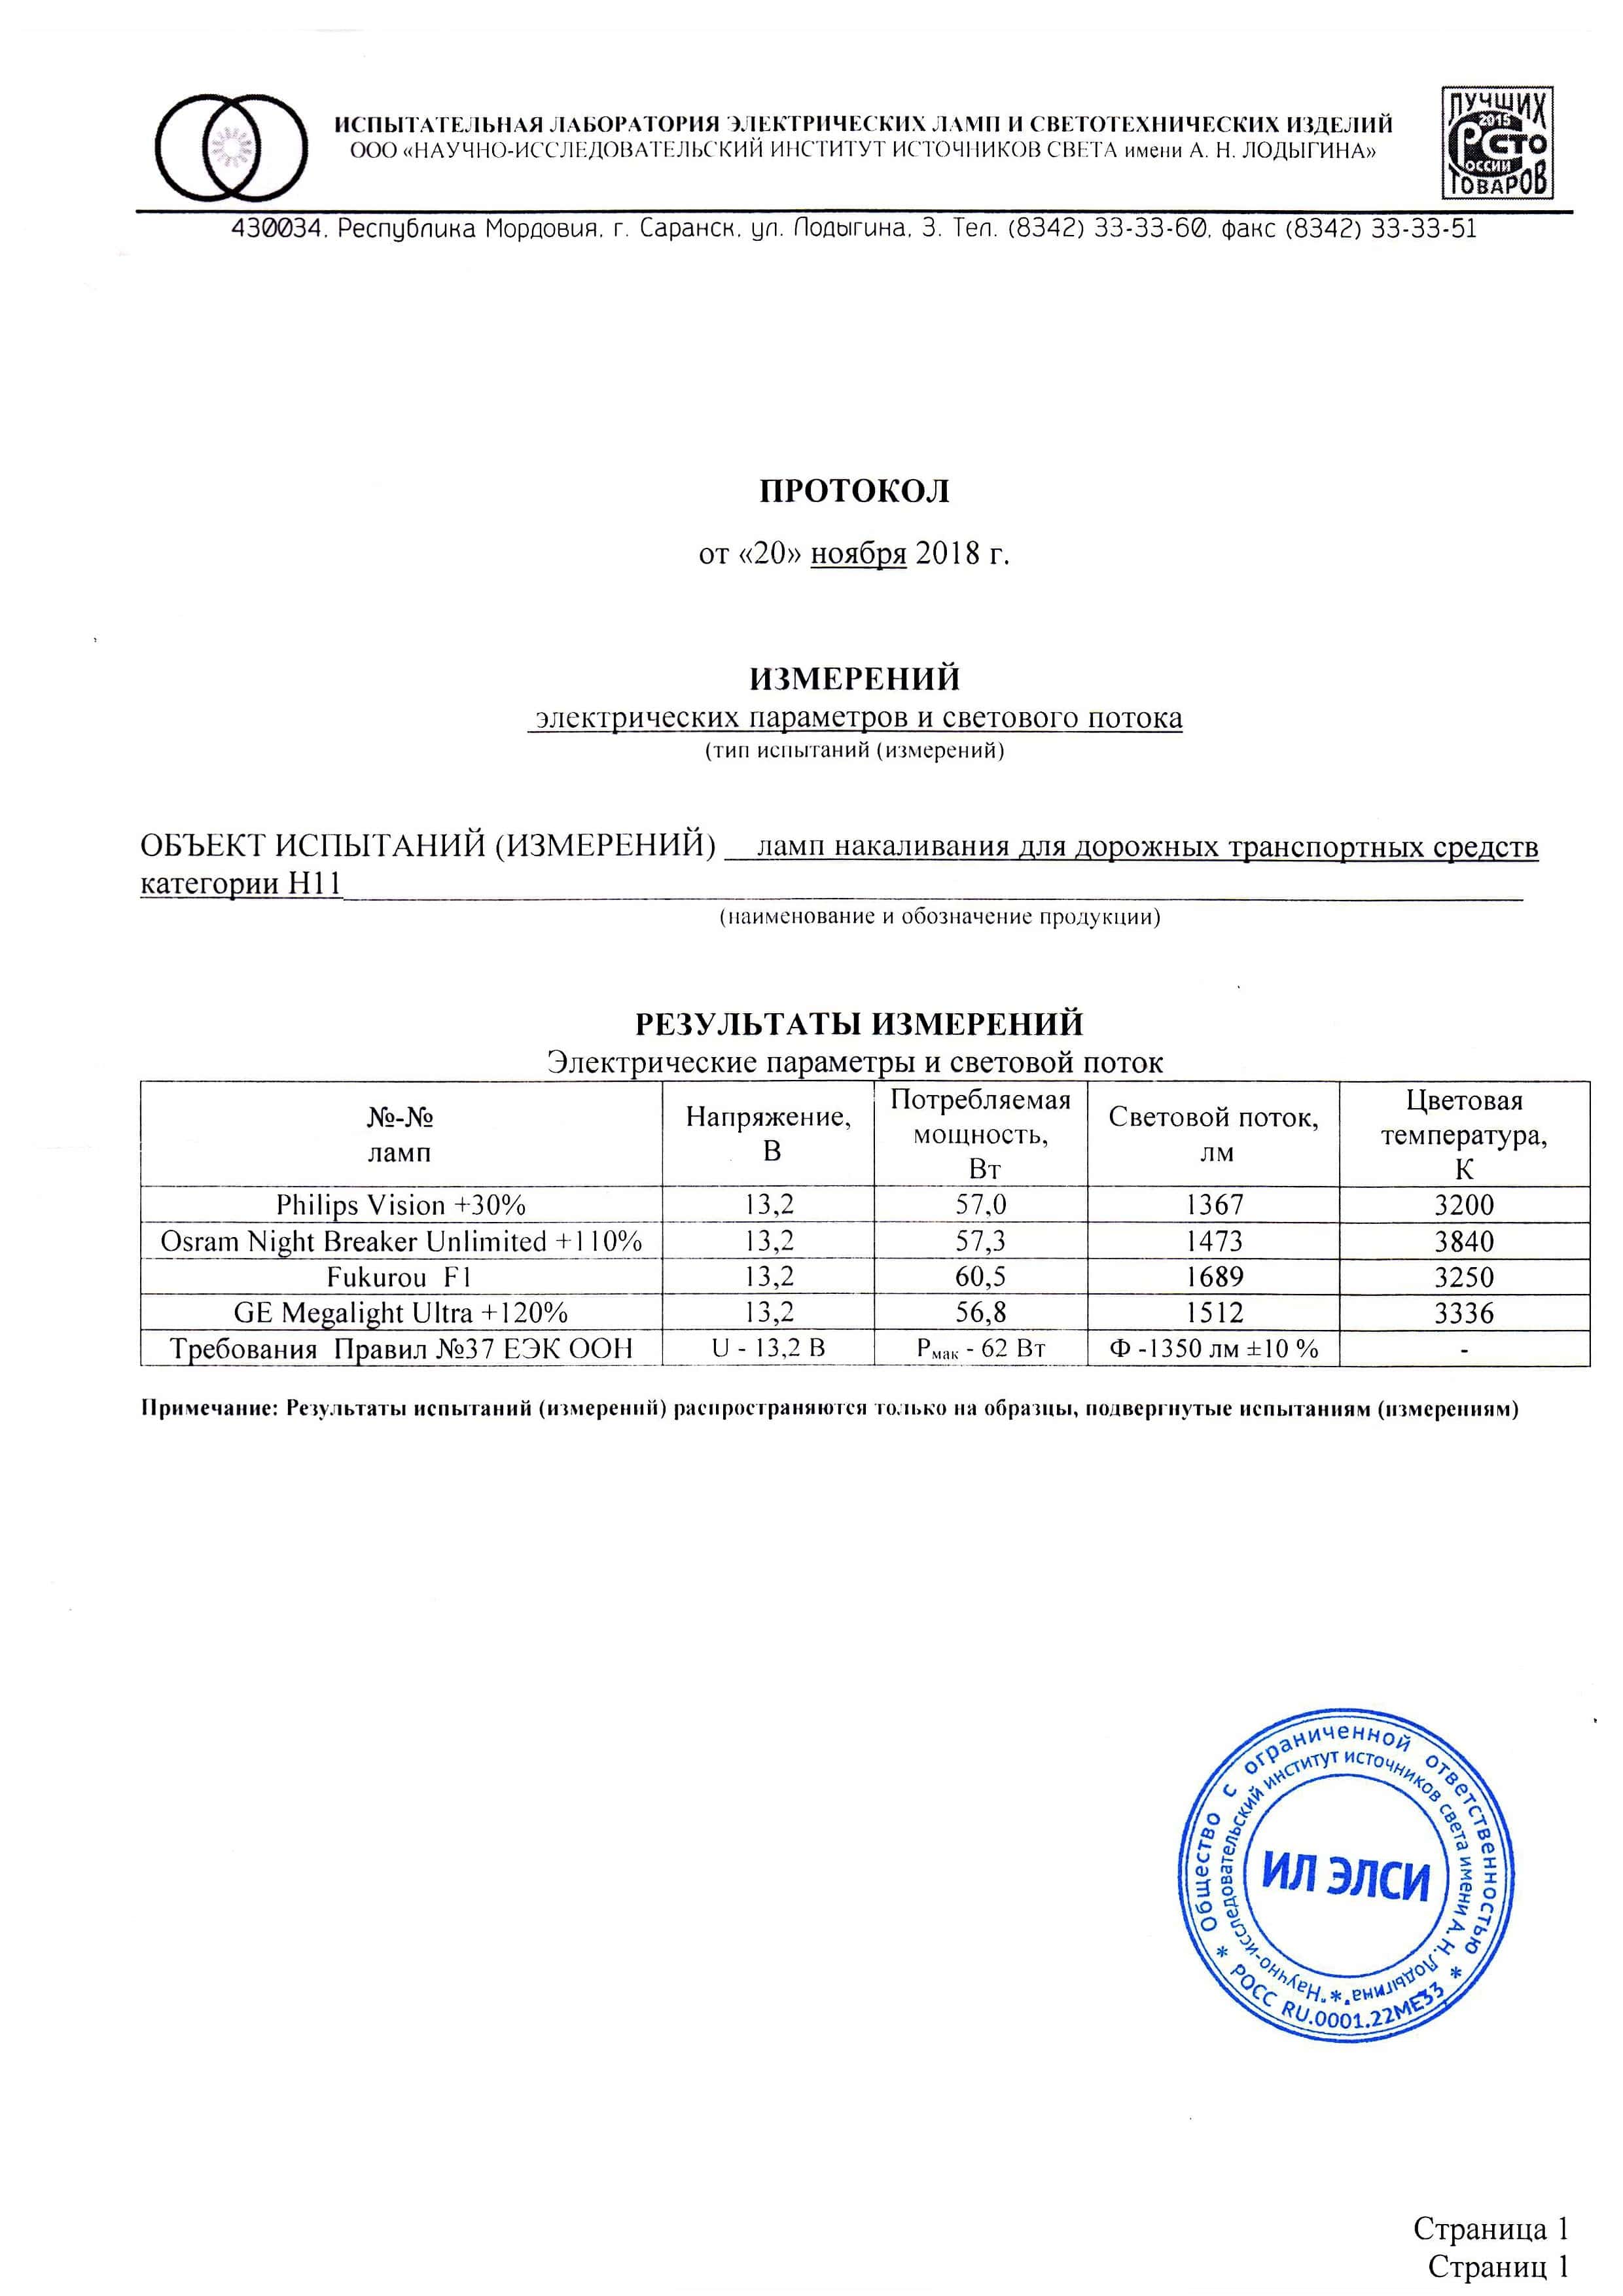 ИСПЫТАТЕЛЬНАЯ ЛАБОРАТОРИЯ ЭЛЕКТРИЧЕСКИХ ЛАМП И СВЕТОТЕХНИЧЕСКИХ ИЗДЕЛИЙ
ООО «НАУЧНО-ИССЛЕДОВАТЕЛЬСКИЙ ИНСТИТУТ ИСТОЧНИКОВ СВЕТА имени А. Н. ЛОДЫГИНА»
ЛУЧШИХ
2015
СТО
РОССИИ
ТОВАРОВ
430034, Республика Мордовия, г. Саранск, ул. Лодыгина, 3. Тел. (8342) 33-33-60, факс (8342) 33-33-51
ПРОТОКОЛ
от «20» ноября 2018 г.
ИЗМЕРЕНИЙ
электрических параметров и светового потока
(тип испытаний (измерений)
ОБЪЕКТ ИСПЫТАНИЙ (ИЗМЕРЕНИЙ) ламп накаливания для дорожных транспортных средств
категории Н11
(наименование и обозначение продукции)
РЕЗУЛЬТАТЫ ИЗМЕРЕНИЙ
Электрические параметры и световой поток
№-№ ламп Напряжение, В Потребляемая мощность, Вт Световой поток, лм Цветовая температура, К
Philips Vision +30% 13,2 57,0 1367 3200
Osram Night Breaker Unlimited +110% 13,2 57,3 1473 3840
Fukurou F1 13,2 60,5 1689 3250
GE Megalight Ultra +120% 13,2 56,8 1512 3336
Требования Правил №37 ЕЭК ООН U - 13,2 В Рмак - 62 Вт Ф -1350 лм ±10 % -
Примечание: Результаты испытаний (измерений) распространяются только на образцы, подвергнутые испытаниям (измерениям)
* Общество с ограниченной ответственностью *
"Научно-исследовательский институт источников света имени А. Н. Лодыгина" *
ИЛ ЭЛСИ
РОСС RU.0001.22МЕ33
Страница 1
Страниц 1